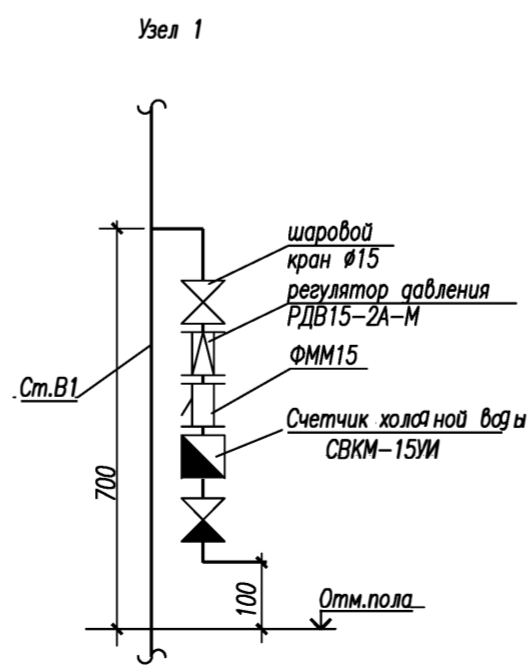 Узел 1
шаровой
кран ϕ15
регулятор давления
РДВ15-2А-М
ФММ15
Ст.В1
Счетчик холодной воды
СВКМ-15УИ
700
100
Отм.пола